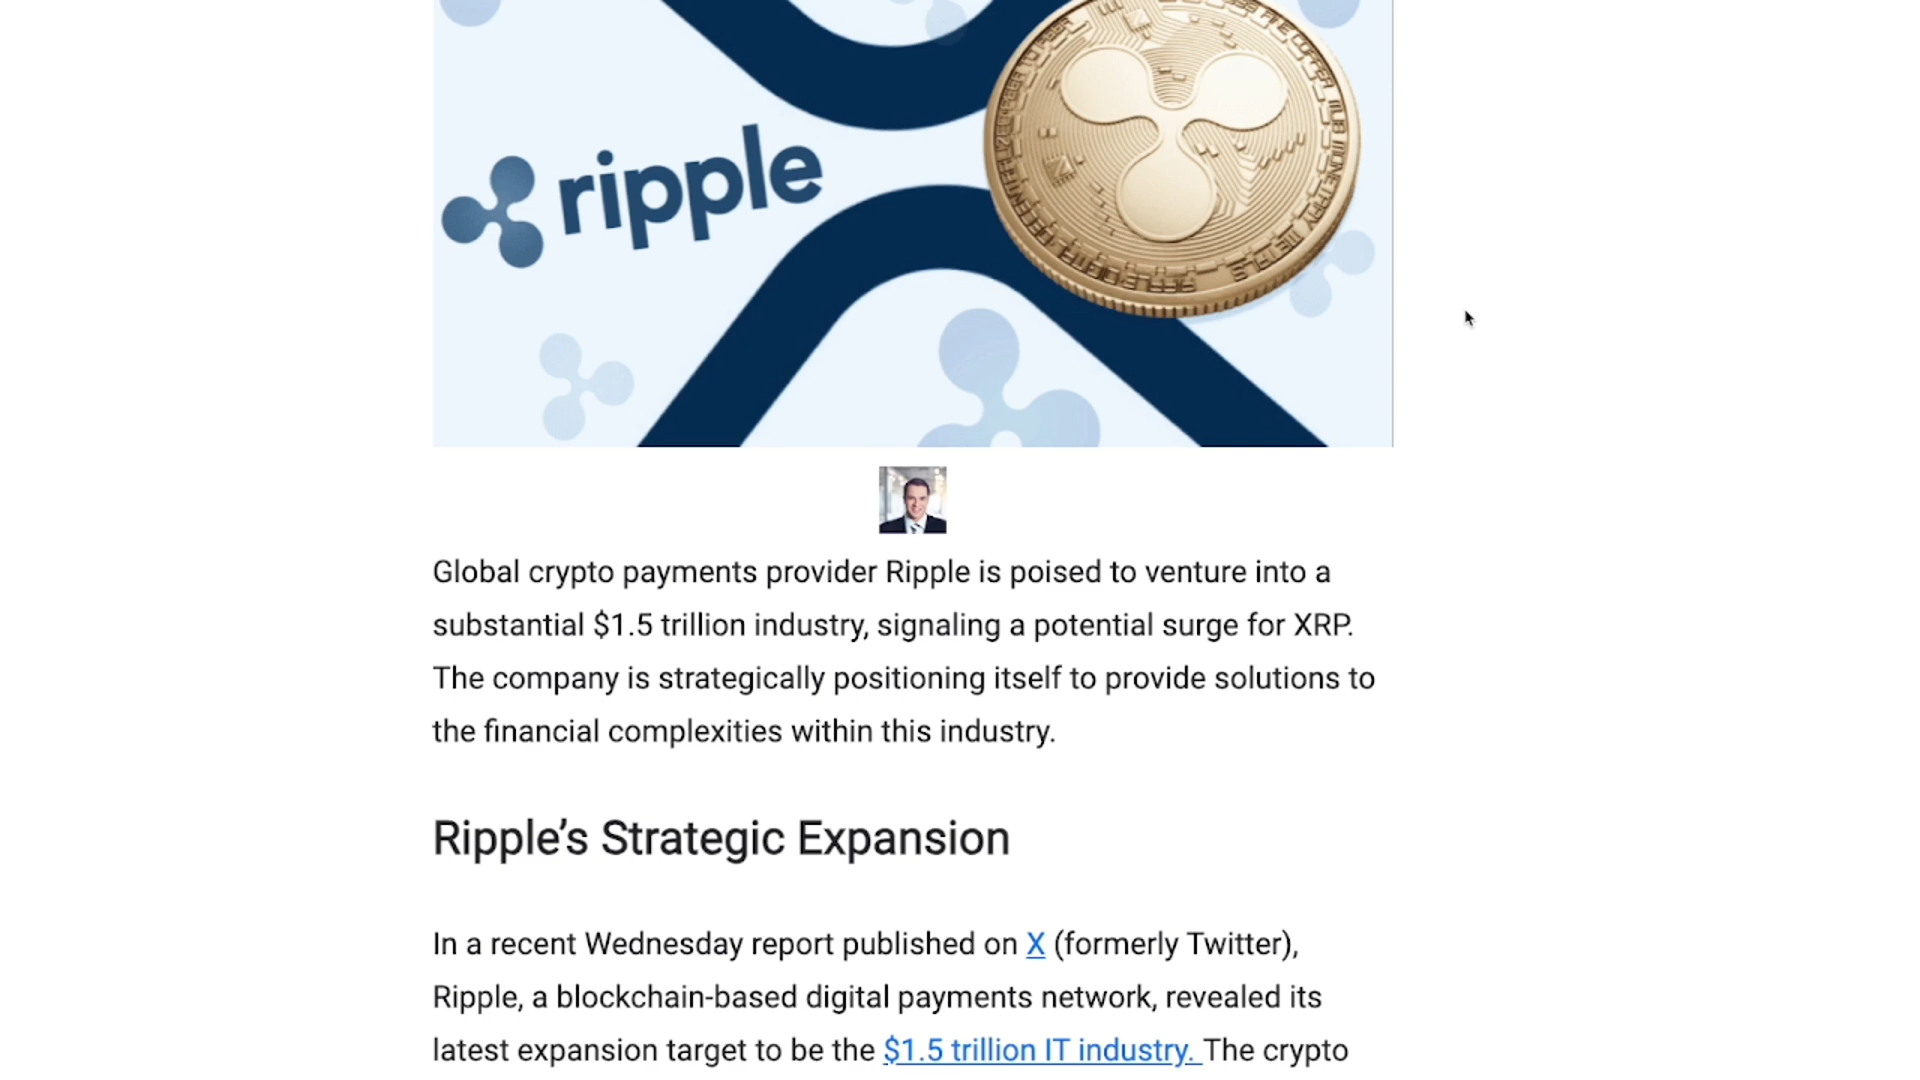 ripple
Global crypto payments provider Ripple is poised to venture into a
substantial $1.5 trillion industry, signaling a potential surge for XRP.
The company is strategically positioning itself to provide solutions to
the financial complexities within this industry.
Ripple’s Strategic Expansion
In a recent Wednesday report published on X (formerly Twitter),
Ripple, a blockchain-based digital payments network, revealed its
latest expansion target to be the $1.5 trillion IT industry. The crypto